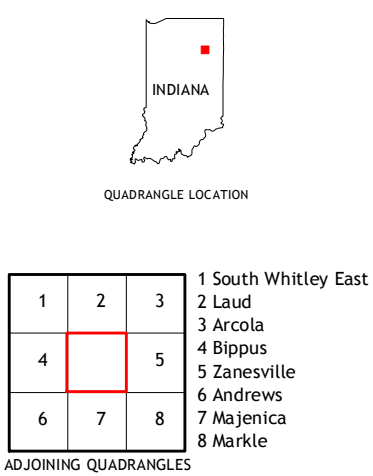 INDIANA
QUADRANGLE LOCATION
1 2 3
4 5
6 7 8
1 South Whitley East
2 Laud
3 Arcola
4 Bippus
5 Zanesville
6 Andrews
7 Majenica
8 Markle
ADJOINING QUADRANGLES